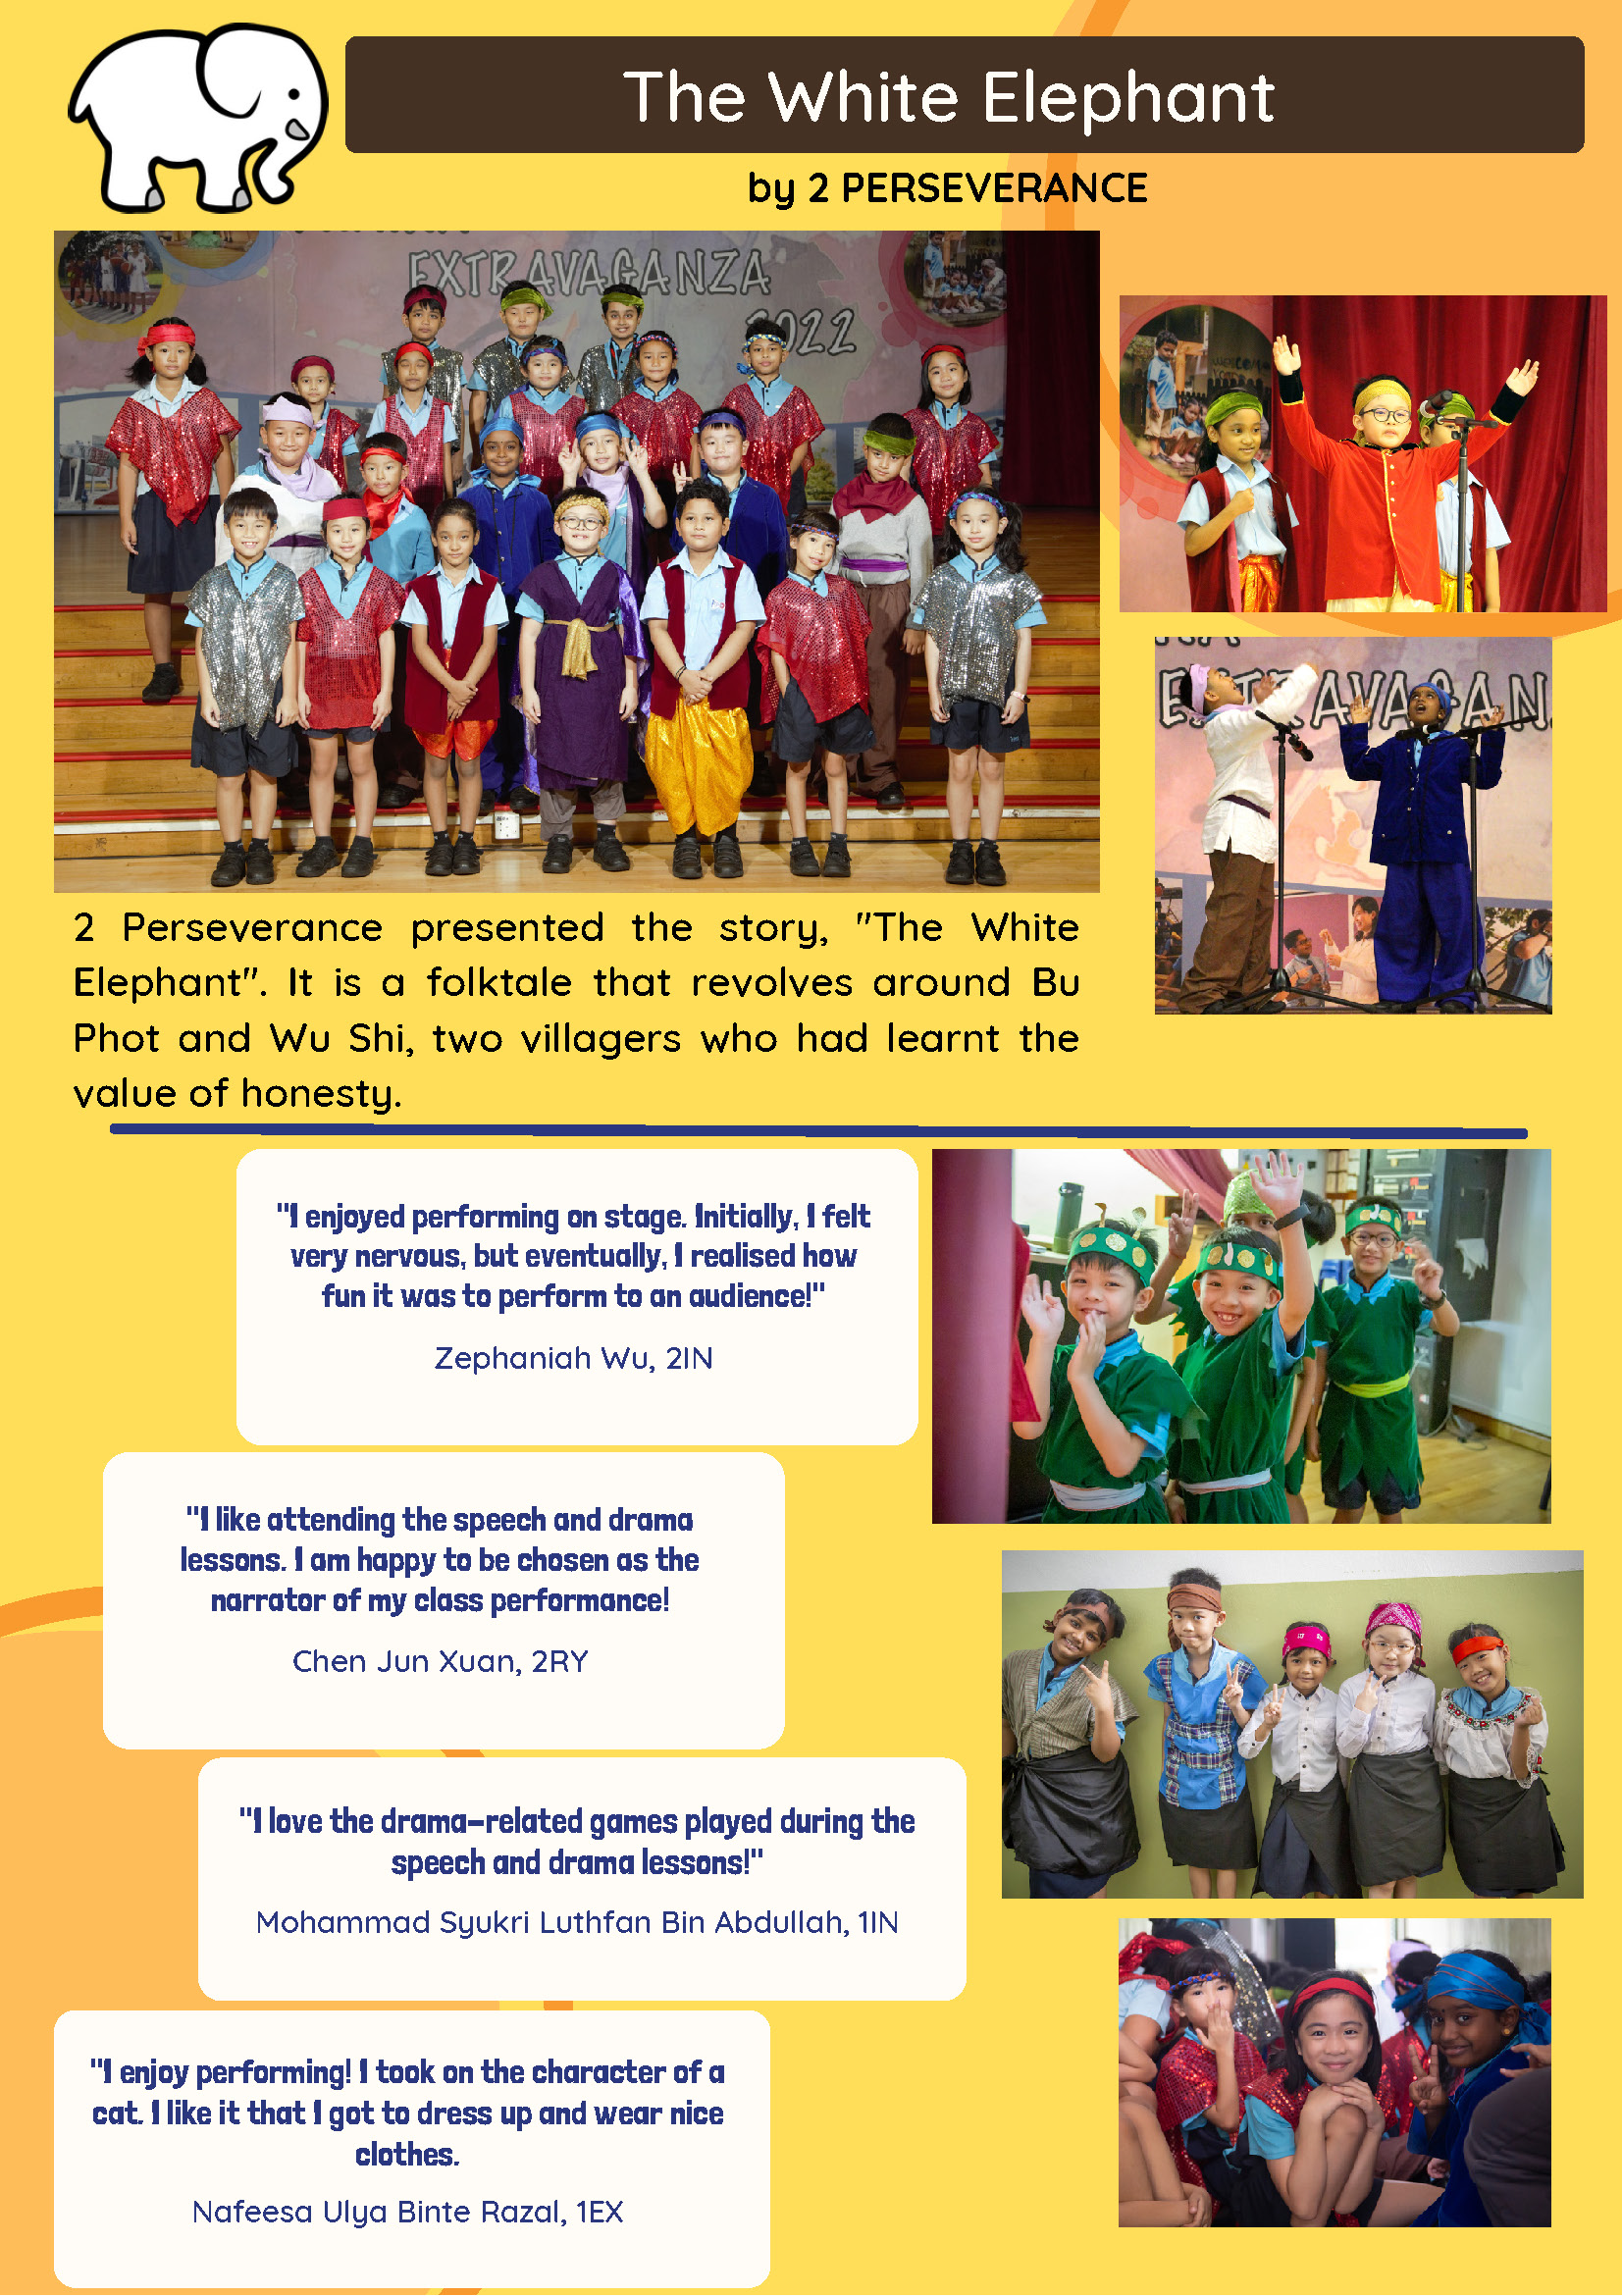 The White Elephant
by 2 PERSEVERANCE
EXTRAVAGANZA
2022
EXTRAVAGAN
2 Perseverance presented the story, "The White
Elephant". It is a folktale that revolves around Bu
Phot and Wu Shi, two villagers who had learnt the
value of honesty.
"I enjoyed performing on stage. Initially, I felt
very nervous, but eventually, I realised how
fun it was to perform to an audience!"
Zephaniah Wu, 2IN
"I like attending the speech and drama
lessons. I am happy to be chosen as the
narrator of my class performance!
Chen Jun Xuan, 2RY
"I love the drama-related games played during the
speech and drama lessons!"
Mohammad Syukri Luthfan Bin Abdullah, 1IN
"I enjoy performing! I took on the character of a
cat. I like it that I got to dress up and wear nice
clothes.
Nafeesa Ulya Binte Razal, 1EX